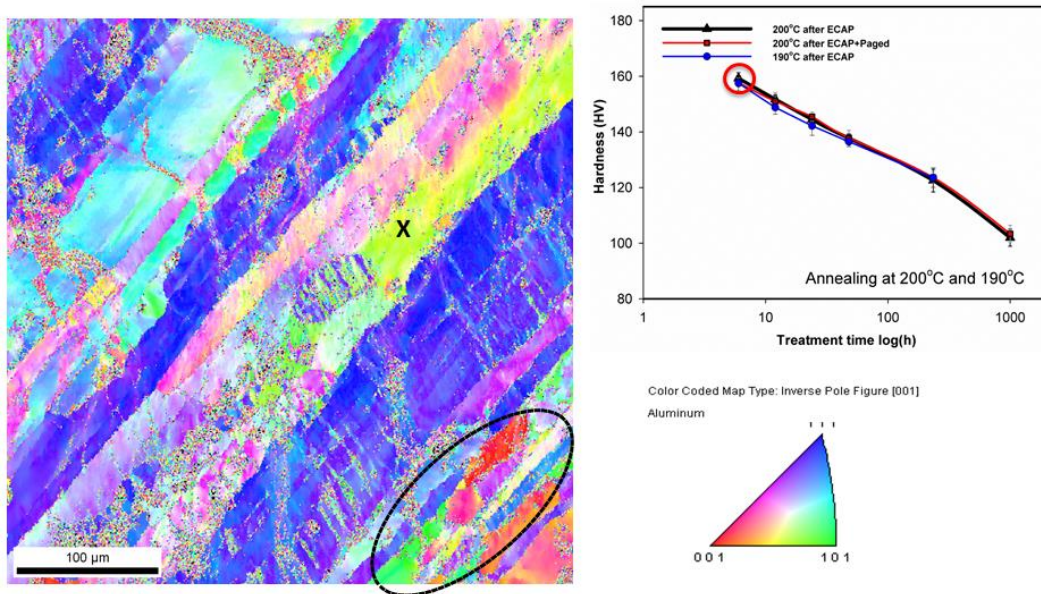 X
100 µm
180
160
140
120
100
80
Hardness (HV)
200°C after ECAP
200°C after ECAP+Paged
190°C after ECAP
Annealing at 200°C and 190°C
1
10
100
1000
Treatment time log(h)
Color Coded Map Type: Inverse Pole Figure [001]
Aluminum
1 1 1
0 0 1
1 0 1